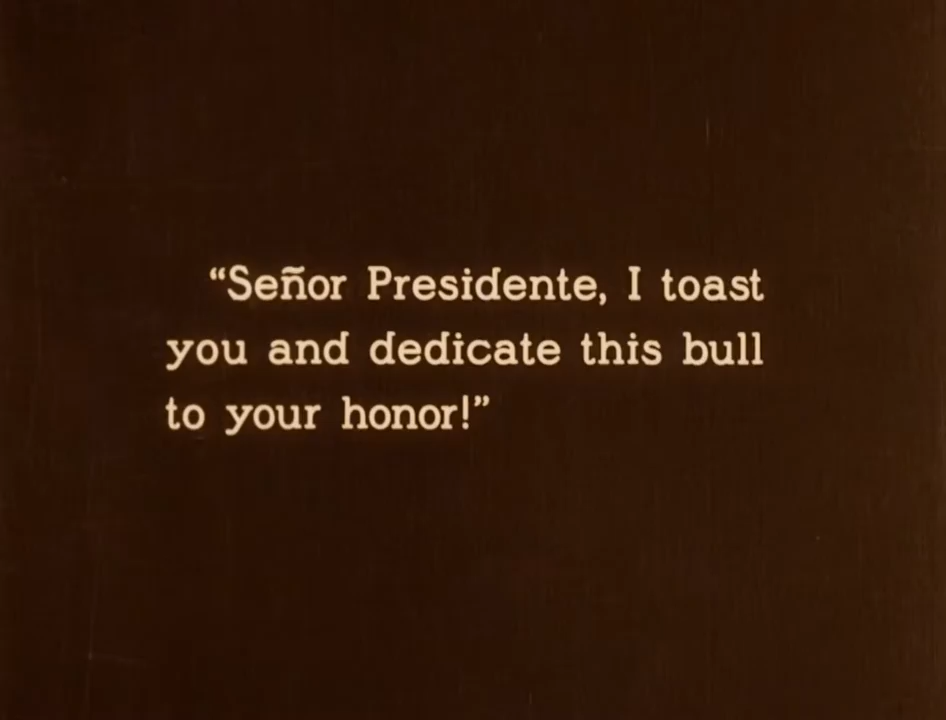 “Señor Presidente, I toast
you and dedicate this bull
to your honor!”